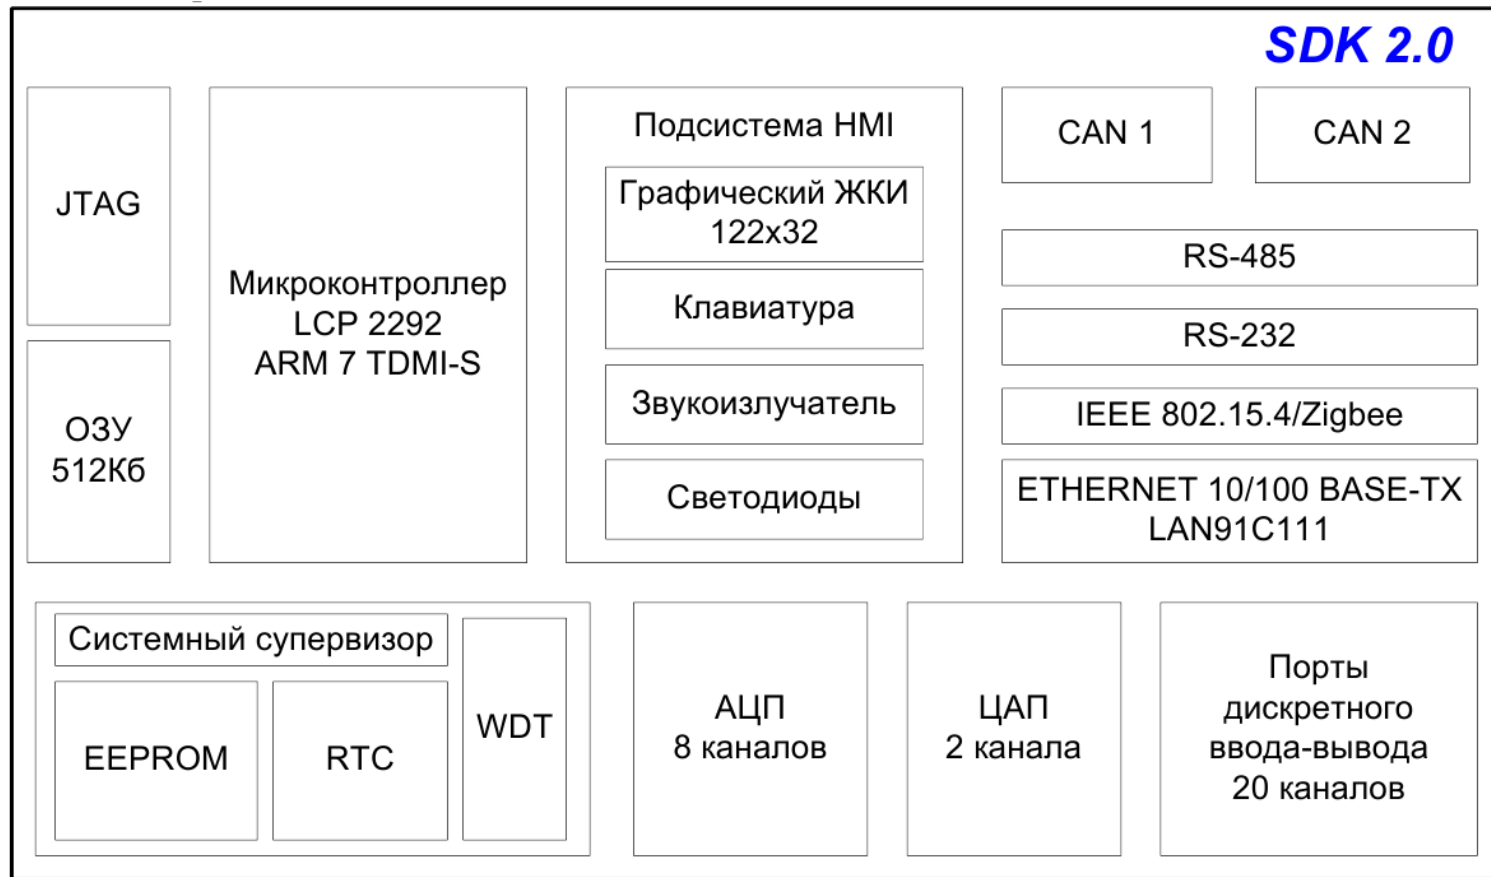 SDK 2.0
JTAG
ОЗУ
512Кб
Микроконтроллер
LCP 2292
ARM 7 TDMI-S
Подсистема HMI
Графический ЖКИ
122x32
Клавиатура
Звукоизлучатель
Светодиоды
CAN 1
CAN 2
RS-485
RS-232
IEEE 802.15.4/Zigbee
ETHERNET 10/100 BASE-TX
LAN91C111
Системный супервизор
EEPROM
RTC
WDT
АЦП
8 каналов
ЦАП
2 канала
Порты
дискретного
ввода-вывода
20 каналов